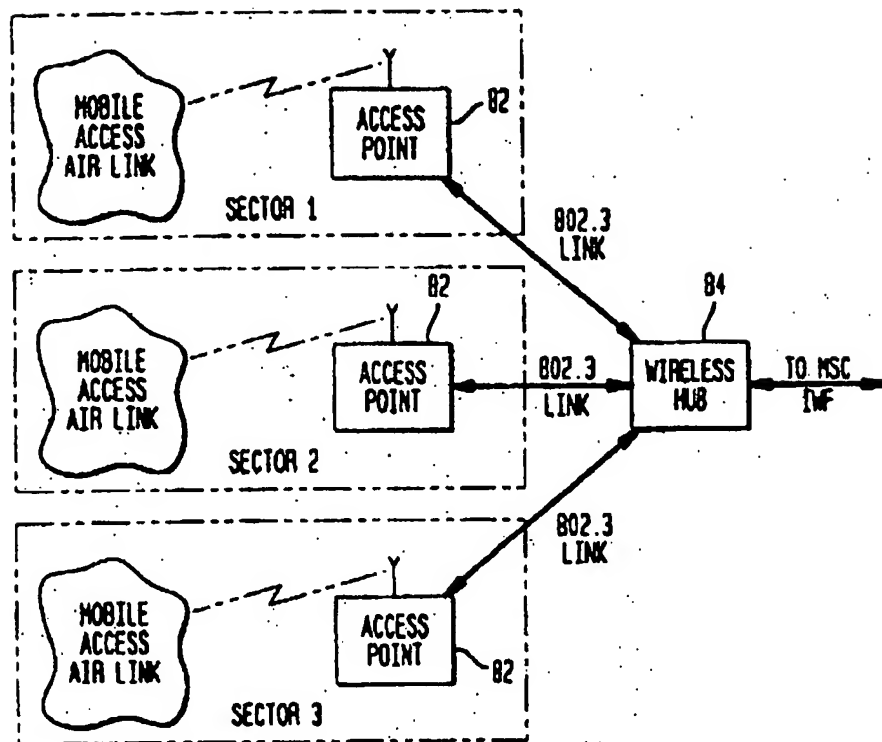 MOBILE
ACCESS
AIR LINK
ACCESS
POINT
82
SECTOR 1
802.3
LINK
MOBILE
ACCESS
AIR LINK
82
ACCESS
POINT
SECTOR 2
802.3
LINK
84
WIRELESS
HUB
TO MSC
IWF
802.3
LINK
MOBILE
ACCESS
AIR LINK
ACCESS
POINT
82
SECTOR 3